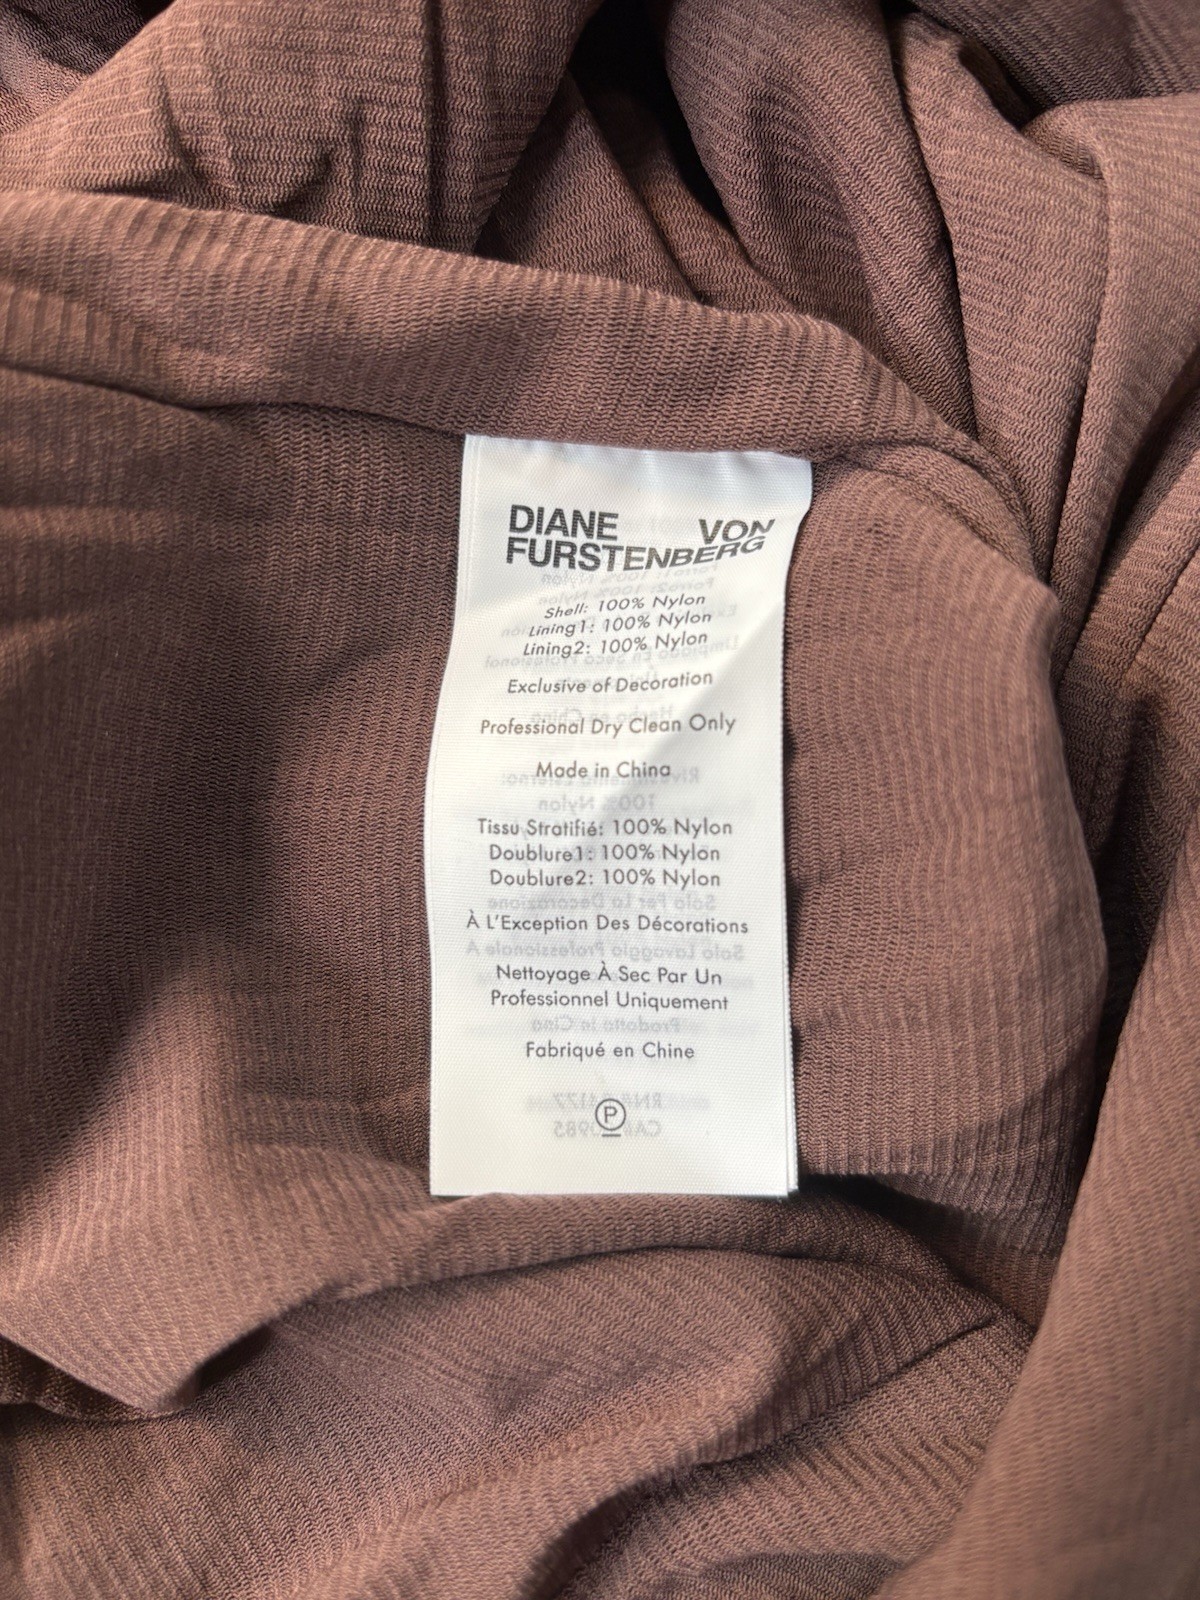 DIANE VON
FURSTENBERG
Shell: 100% Nylon
Lining1: 100% Nylon
Lining2: 100% Nylon
Exclusive of Decoration
Professional Dry Clean Only
Made in China
Tissu Stratifié: 100% Nylon
Doublure1: 100% Nylon
Doublure2: 100% Nylon
À L'Exception Des Décorations
Nettoyage À Sec Par Un
Professionnel Uniquement
Fabriqué en Chine
P